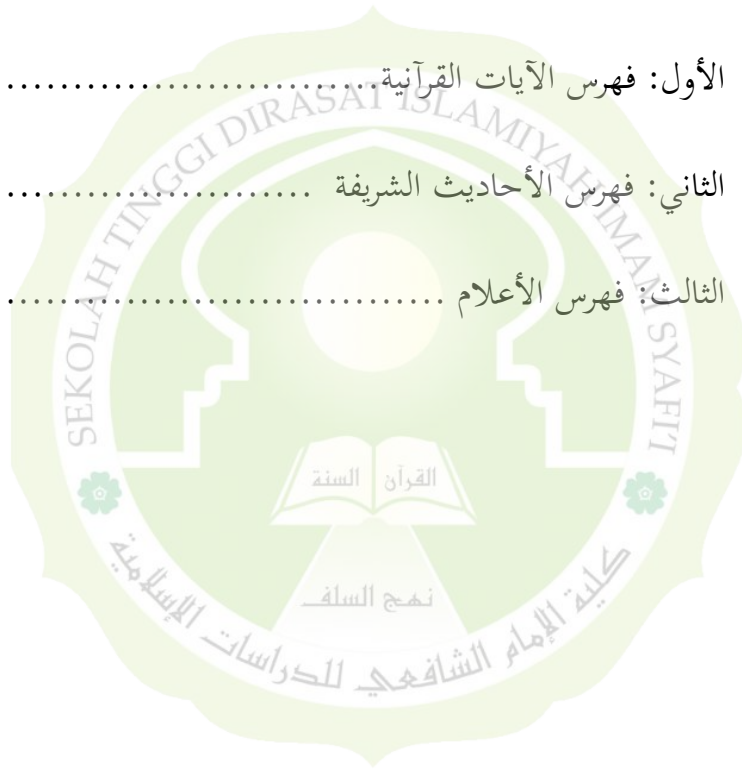 الأول: فهرس الآيات القرآنية............................
الثاني: فهرس الأحاديث الشريفة .......................
الثالث: فهرس الأعلام ................................
SEKOLAH TINGGI DIRASAT ISLAMIYAH IMAM SYAFI'I
القرآن السنة
نهج السلف
كلية الإمام الشافعي للدراسات الإسلامية